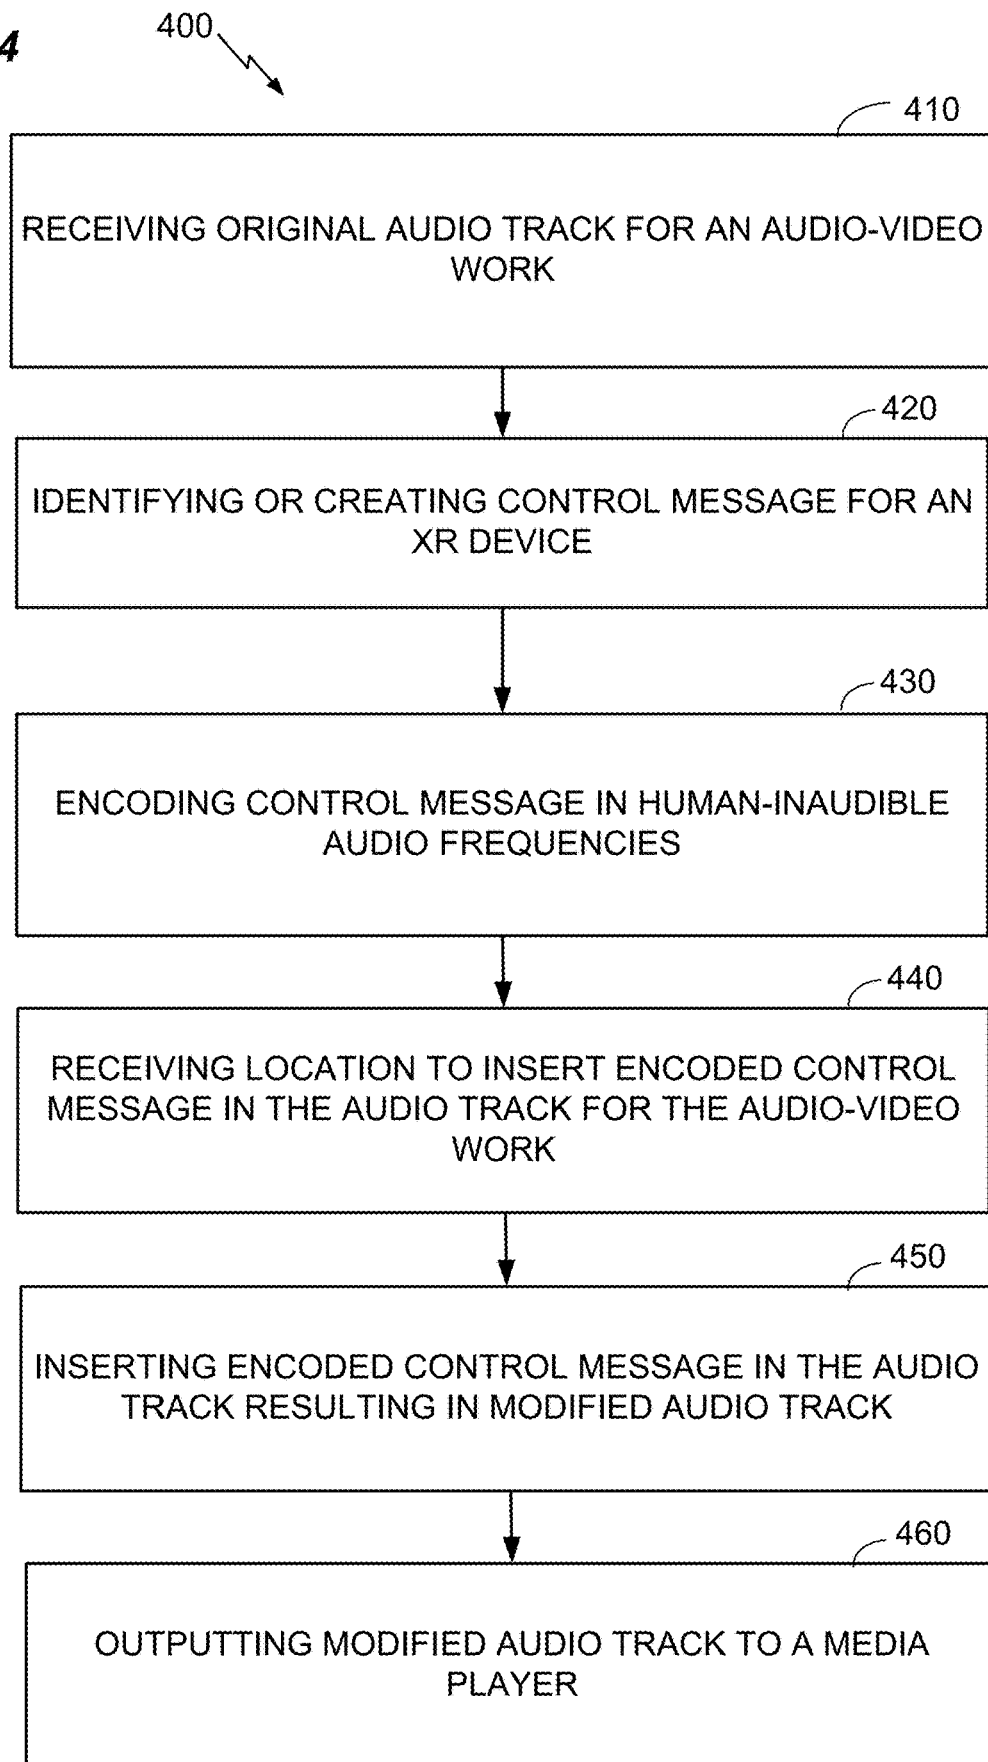 4
400
410
RECEIVING ORIGINAL AUDIO TRACK FOR AN AUDIO-VIDEO
WORK
420
IDENTIFYING OR CREATING CONTROL MESSAGE FOR AN
XR DEVICE
430
ENCODING CONTROL MESSAGE IN HUMAN-INAUDIBLE
AUDIO FREQUENCIES
440
RECEIVING LOCATION TO INSERT ENCODED CONTROL
MESSAGE IN THE AUDIO TRACK FOR THE AUDIO-VIDEO
WORK
450
INSERTING ENCODED CONTROL MESSAGE IN THE AUDIO
TRACK RESULTING IN MODIFIED AUDIO TRACK
460
OUTPUTTING MODIFIED AUDIO TRACK TO A MEDIA
PLAYER